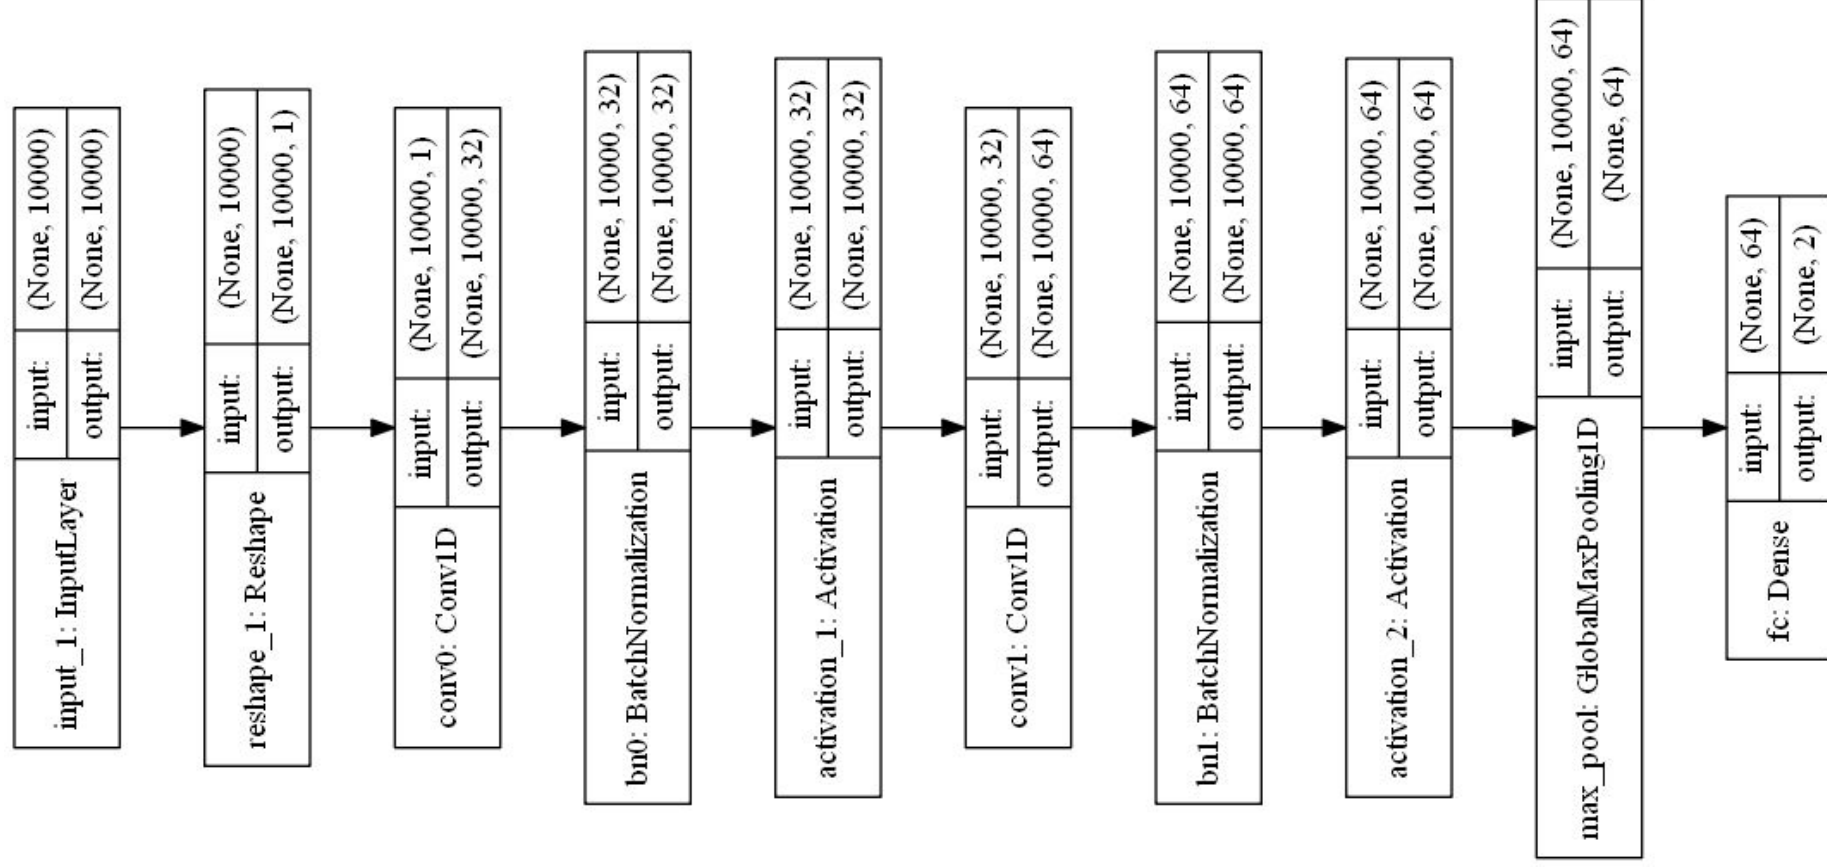 input_1: InputLayer
input: (None, 10000)
output: (None, 10000)
reshape_1: Reshape
input: (None, 10000)
output: (None, 10000, 1)
conv0: Conv1D
input: (None, 10000, 1)
output: (None, 10000, 32)
bn0: BatchNormalization
input: (None, 10000, 32)
output: (None, 10000, 32)
activation_1: Activation
input: (None, 10000, 32)
output: (None, 10000, 32)
conv1: Conv1D
input: (None, 10000, 32)
output: (None, 10000, 64)
bn1: BatchNormalization
input: (None, 10000, 64)
output: (None, 10000, 64)
activation_2: Activation
input: (None, 10000, 64)
output: (None, 10000, 64)
max_pool: GlobalMaxPooling1D
input: (None, 10000, 64)
output: (None, 64)
fc: Dense
input: (None, 64)
output: (None, 2)